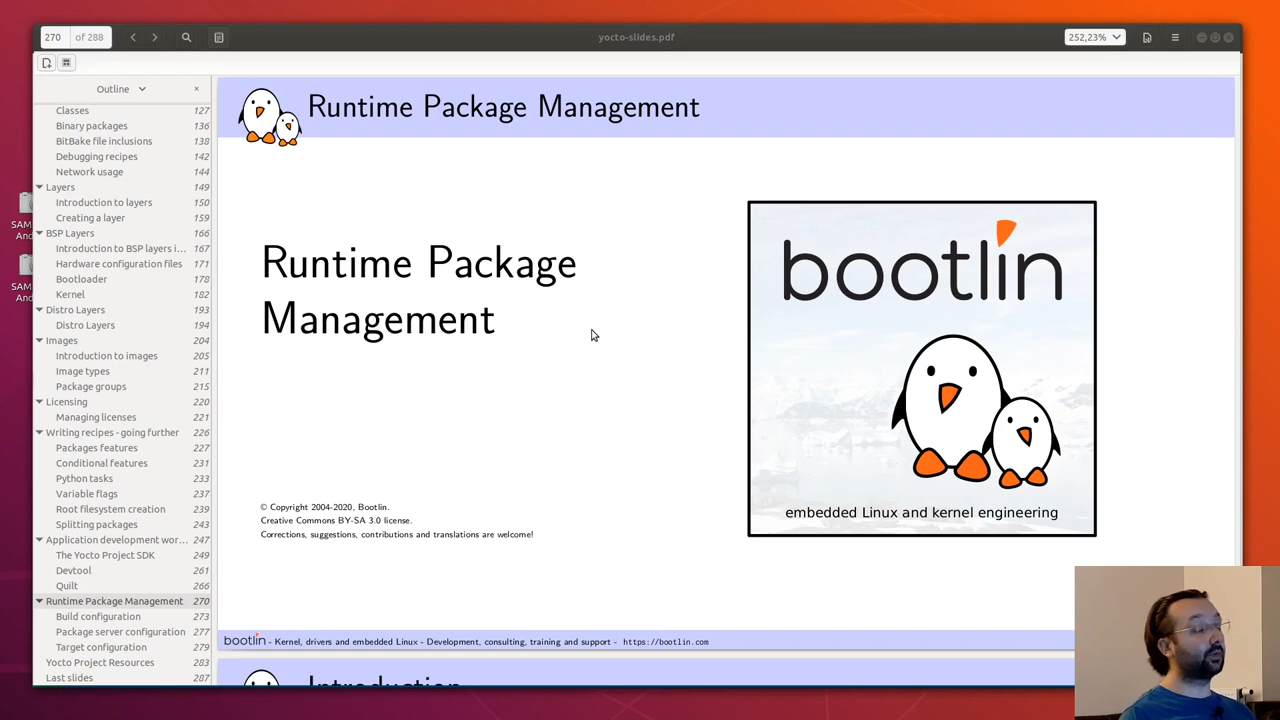 270 of 288
yocto-slides.pdf
252,23%
Outline
Classes 127
Binary packages 136
BitBake file inclusions 138
Debugging recipes 142
Network usage 144
Layers 149
Introduction to layers 150
Creating a layer 159
BSP Layers 166
Introduction to BSP layers i... 167
Hardware configuration files 171
Bootloader 178
Kernel 182
Distro Layers 193
Distro Layers 194
Images 204
Introduction to images 205
Image types 211
Package groups 215
Licensing 220
Managing licenses 221
Writing recipes - going further 226
Packages features 227
Conditional features 231
Python tasks 233
Variable flags 237
Root filesystem creation 239
Splitting packages 243
Application development wor... 247
The Yocto Project SDK 249
Devtool 261
Quilt 266
Runtime Package Management 270
Build configuration 273
Package server configuration 277
Target configuration 279
Yocto Project Resources 283
Last slides 287
SAM
And
SAM
And
Runtime Package Management
Runtime Package
Management
bootlin
embedded Linux and kernel engineering
© Copyright 2004-2020, Bootlin.
Creative Commons BY-SA 3.0 license.
Corrections, suggestions, contributions and translations are welcome!
bootlin - Kernel, drivers and embedded Linux - Development, consulting, training and support - https://bootlin.com
Introduction